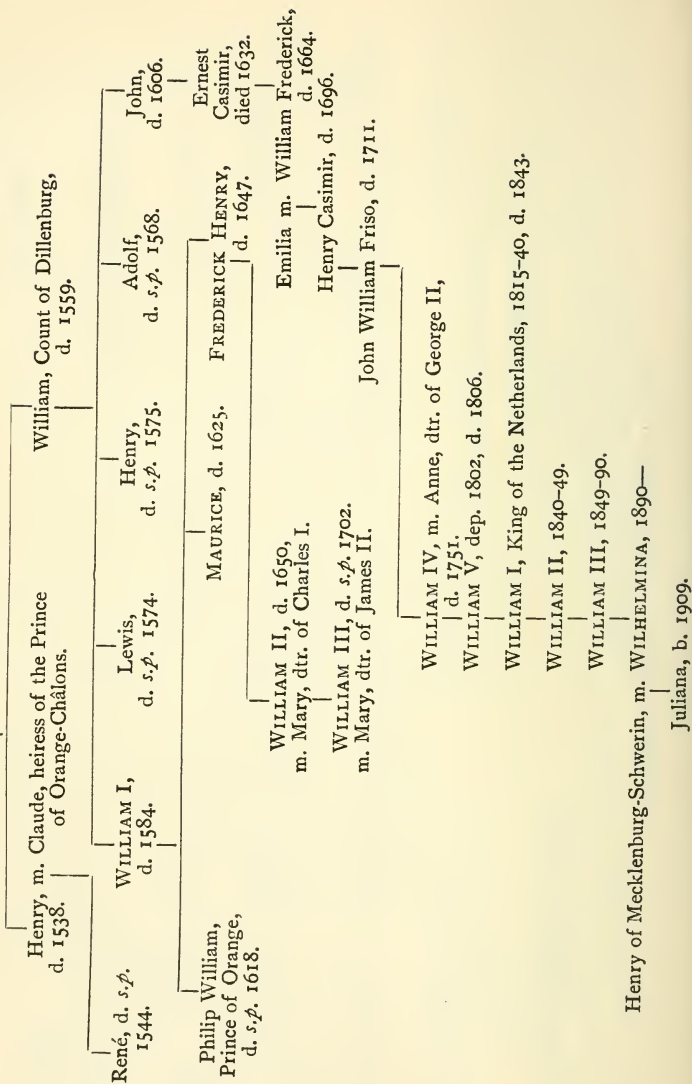 Henry, m. Claude, heiress of the Prince
d. 1538. of Orange-Châlons.
William, Count of Dillenburg,
d. 1559.
René, d. s.p.
1544.
WILLIAM I,
d. 1584.
Lewis,
d. s.p. 1574.
Henry,
d. s.p. 1575.
Adolf,
d. s.p. 1568.
John,
d. 1606.
Philip William,
Prince of Orange,
d. s.p. 1618.
MAURICE, d. 1625.
FREDERICK HENRY,
d. 1647.
Ernest
Casimir,
died 1632.
WILLIAM II, d. 1650,
m. Mary, dtr. of Charles I.
Emilia m. William Frederick,
d. 1664.
WILLIAM III, d. s.p. 1702.
m. Mary, dtr. of James II.
Henry Casimir, d. 1696.
John William Friso, d. 1711.
WILLIAM IV, m. Anne, dtr. of George II,
d. 1751.
WILLIAM V, dep. 1802, d. 1806.
WILLIAM I, King of the Netherlands, 1815-40, d. 1843.
WILLIAM II, 1840-49.
WILLIAM III, 1849-90.
Henry of Mecklenburg-Schwerin, m. WILHELMINA, 1890—
Juliana, b. 1909.